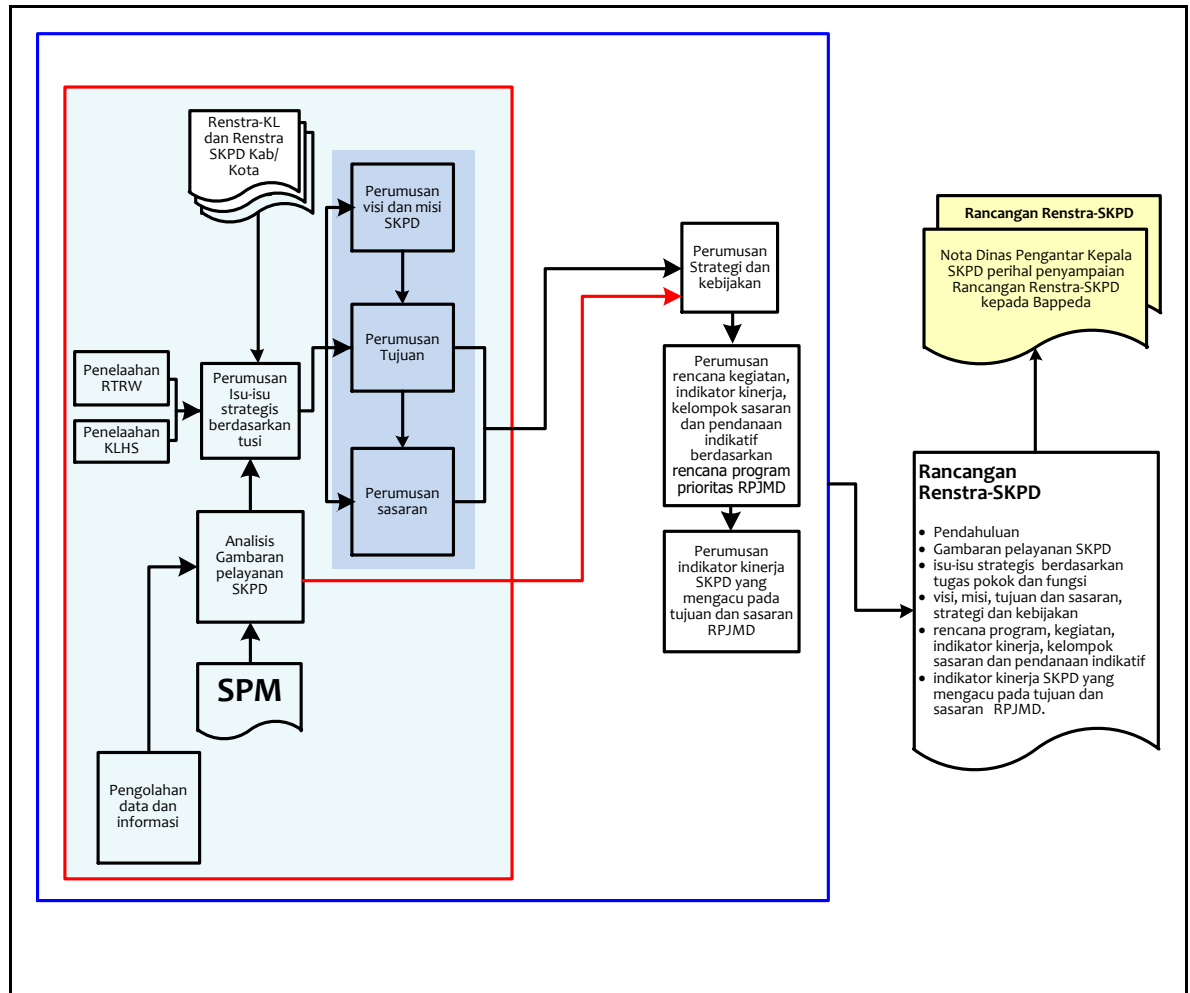 Renstra-KL
dan Renstra
SKPD Kab/
Kota
Perumusan
visi dan misi
SKPD
Perumusan
Tujuan
Perumusan
sasaran
Penelaahan
RTRW
Penelaahan
KLHS
Perumusan
Isu-isu
strategis
berdasarkan
tusi
Analisis
Gambaran
pelayanan
SKPD
SPM
Pengolahan
data dan
informasi
Perumusan
Strategi dan
kebijakan
Perumusan
rencana kegiatan,
indikator kinerja,
kelompok sasaran
dan pendanaan
indikatif
berdasarkan
rencana program
prioritas RPJMD
Perumusan
indikator kinerja
SKPD yang
mengacu pada
tujuan dan sasaran
RPJMD
Rancangan Renstra-SKPD
Nota Dinas Pengantar Kepala
SKPD perihal penyampaian
Rancangan Renstra-SKPD
kepada Bappeda
Rancangan
Renstra-SKPD
• Pendahuluan
• Gambaran pelayanan SKPD
• isu-isu strategis berdasarkan
tugas pokok dan fungsi
• visi, misi, tujuan dan sasaran,
strategi dan kebijakan
• rencana program, kegiatan,
indikator kinerja, kelompok
sasaran dan pendanaan indikatif
• indikator kinerja SKPD yang
mengacu pada tujuan dan
sasaran RPJMD.